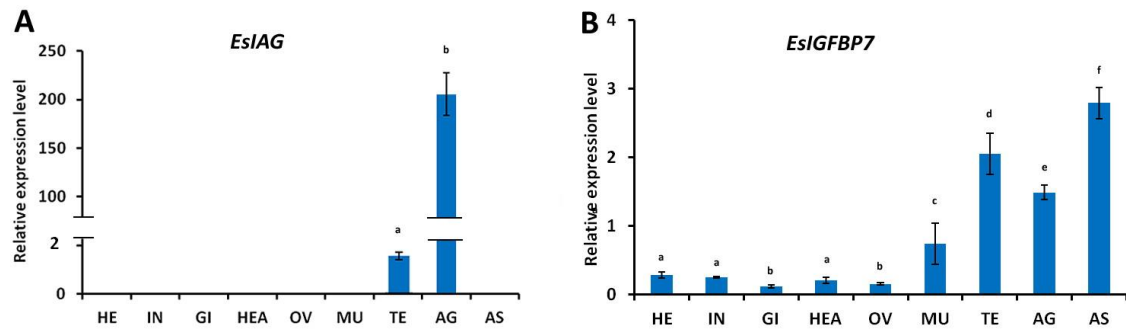 A
EsIAG
Relative expression level
250
200
150
100
2
0
b
a
HE IN GI HEA OV MU TE AG AS
B
EsIGFBP7
Relative expression level
4
3
2
1
0
a a b a b c d e f
HE IN GI HEA OV MU TE AG AS